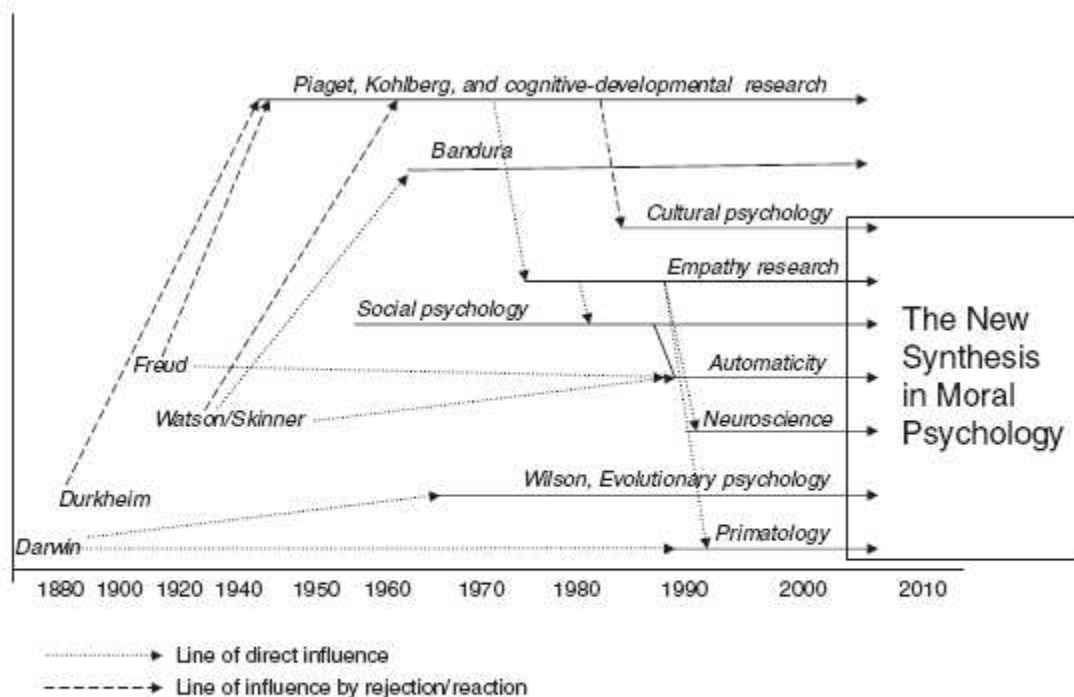 Piaget, Kohlberg, and cognitive-developmental research
Bandura
Cultural psychology
Empathy research
Social psychology
The New
Synthesis
in Moral
Psychology
Freud
Automaticity
Watson/Skinner
Neuroscience
Durkheim
Wilson, Evolutionary psychology
Darwin
Primatology
1880 1900 1920 1940 1950 1960 1970 1980 1990 2000 2010
Line of direct influence
Line of influence by rejection/reaction